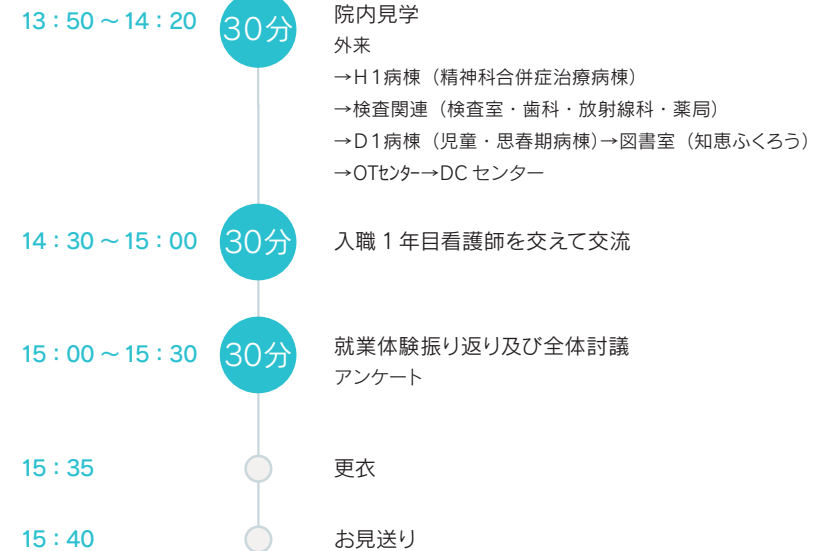 13：50～14：20 30分 院内見学
外来
→H1病棟（精神科合併症治療病棟）
→検査関連（検査室・歯科・放射線科・薬局）
→D1病棟（児童・思春期病棟)→図書室（知恵ふくろう）
→OTｾﾝﾀｰ→DC センター
14：30～15：00 30分 入職１年目看護師を交えて交流
15：00～15：30 30分 就業体験振り返り及び全体討議
アンケート
15：35 更衣
15：40 お見送り